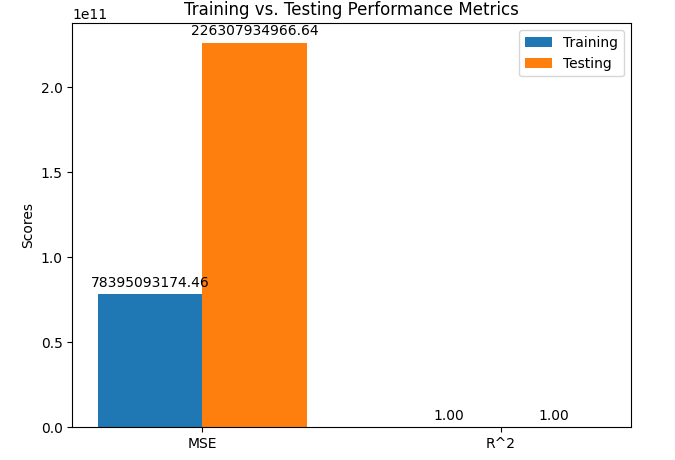 Training vs. Testing Performance Metrics
1e11
226307934966.64
Training
Testing
2.0
1.5
Scores
1.0
78395093174.46
0.5
1.00
1.00
0.0
MSE
R^2